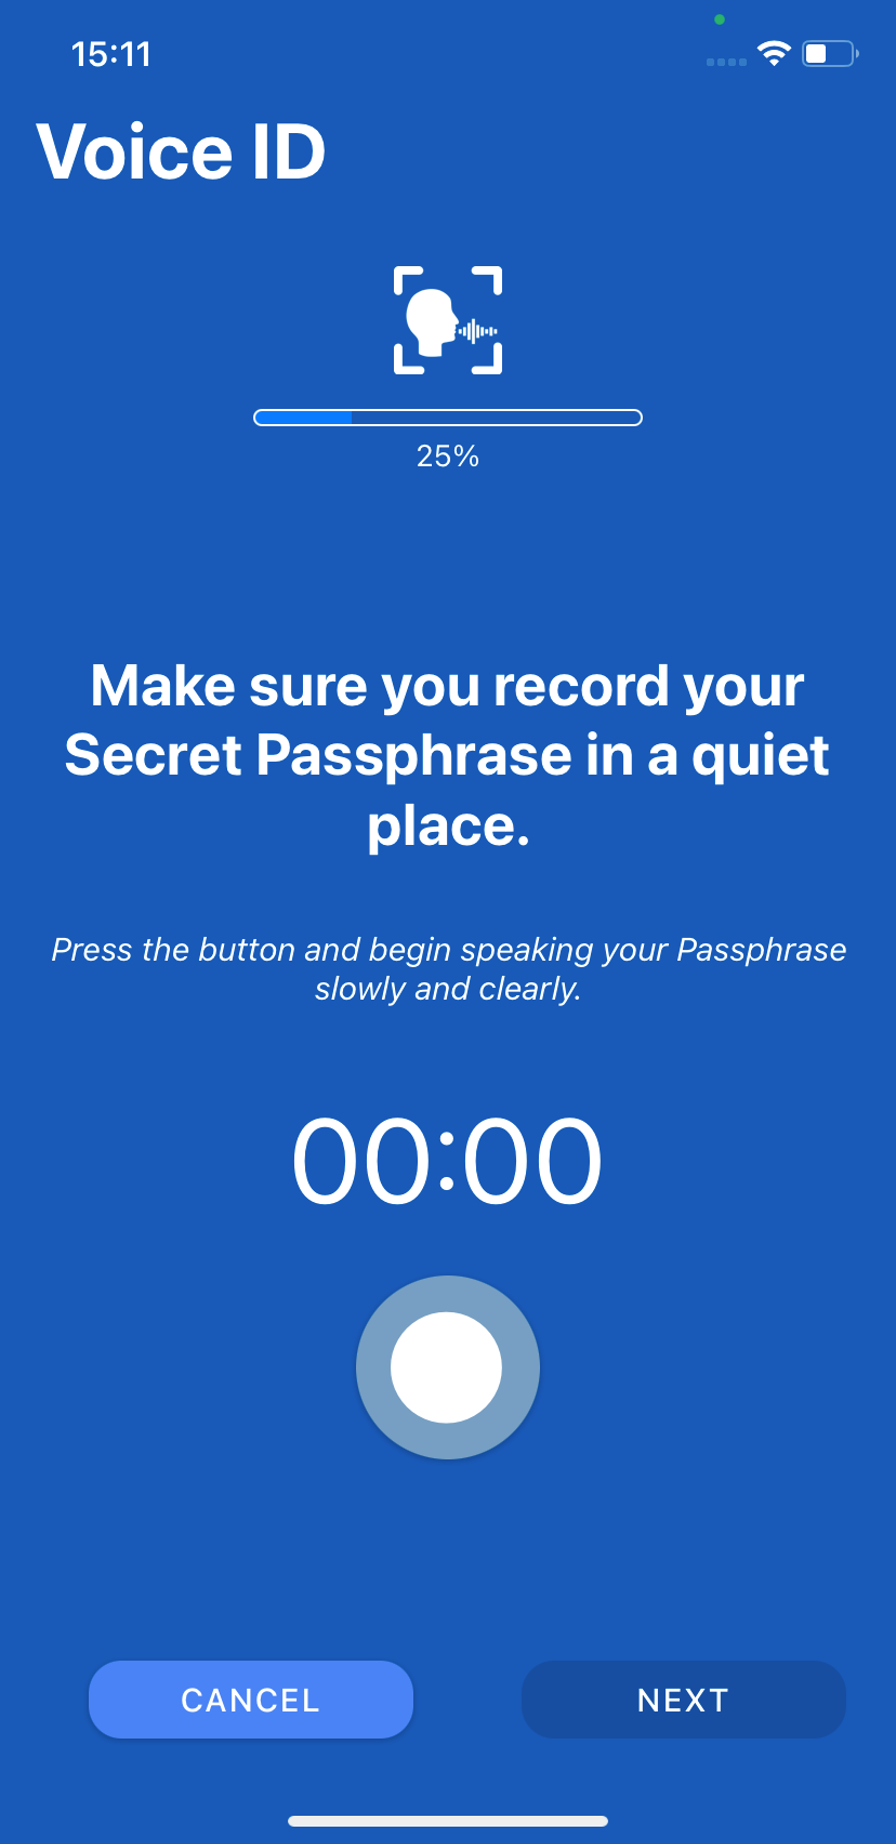 15:11
Voice ID
25%
Make sure you record your
Secret Passphrase in a quiet
place.
Press the button and begin speaking your Passphrase
slowly and clearly.
00:00
CANCEL
NEXT